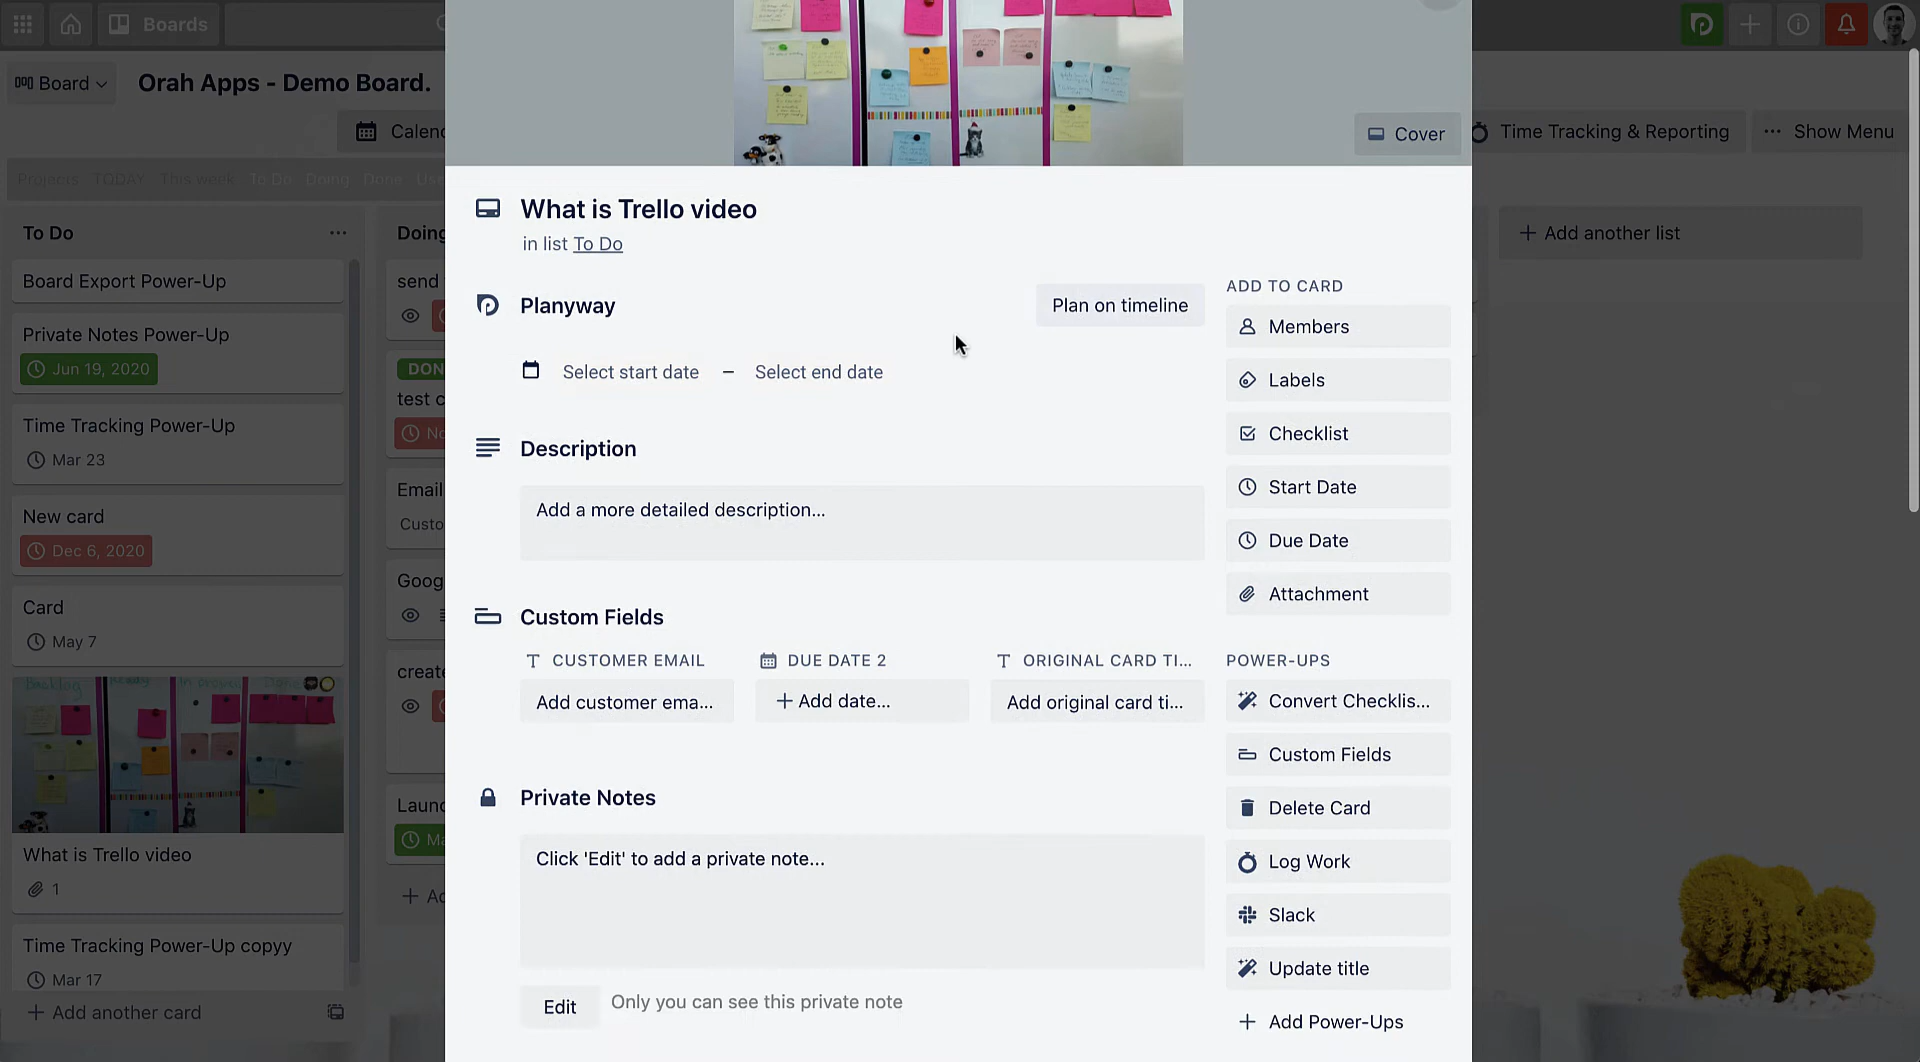 Boards
Board
Orah Apps - Demo Board.
Calenc
Time Tracking & Reporting
Show Menu
Projects TODAY This week To Do Doing Done
Cover
To Do
Board Export Power-Up
Private Notes Power-Up
Jun 19, 2020
Time Tracking Power-Up
Mar 23
New card
Dec 6, 2020
Card
May 7
Backlog Ready In progress Done
What is Trello video
1
Time Tracking Power-Up copyy
Mar 17
+ Add another card
Doing
send
DON
test c
No
Email
Custo
Goog
create
Launc
Ma
+ Ad
What is Trello video
in list To Do
Planyway
Plan on timeline
Select start date – Select end date
Description
Add a more detailed description...
Custom Fields
CUSTOMER EMAIL
DUE DATE 2
ORIGINAL CARD TI...
Add customer ema...
+ Add date...
Add original card ti...
Private Notes
Click 'Edit' to add a private note...
Edit
Only you can see this private note
ADD TO CARD
Members
Labels
Checklist
Start Date
Due Date
Attachment
POWER-UPS
Convert Checklis...
Custom Fields
Delete Card
Log Work
Slack
Update title
+ Add Power-Ups
+ Add another list